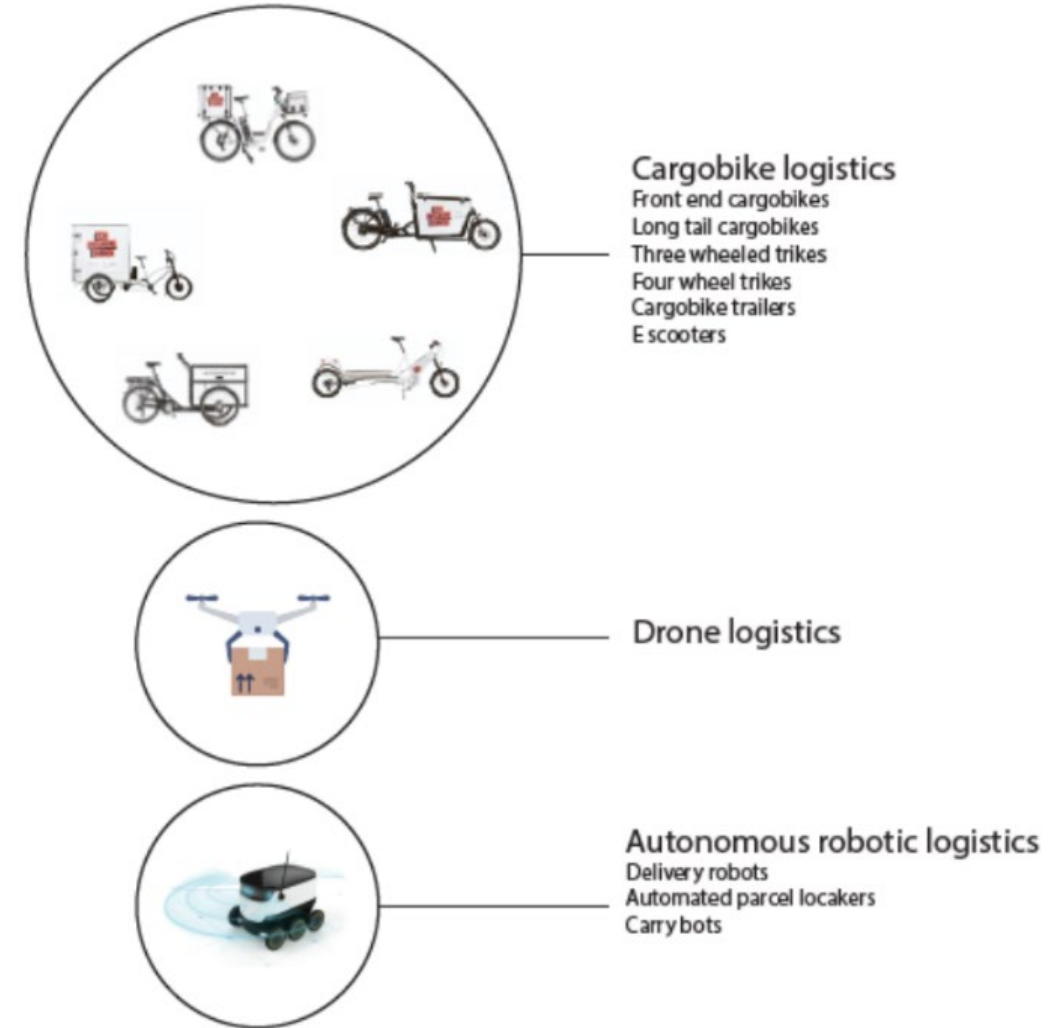 Cargobike logistics
Front end cargobikes
Long tail cargobikes
Three wheeled trikes
Four wheel trikes
Cargobike trailers
E scooters
Drone logistics
Autonomous robotic logistics
Delivery robots
Automated parcel locakers
Carry bots